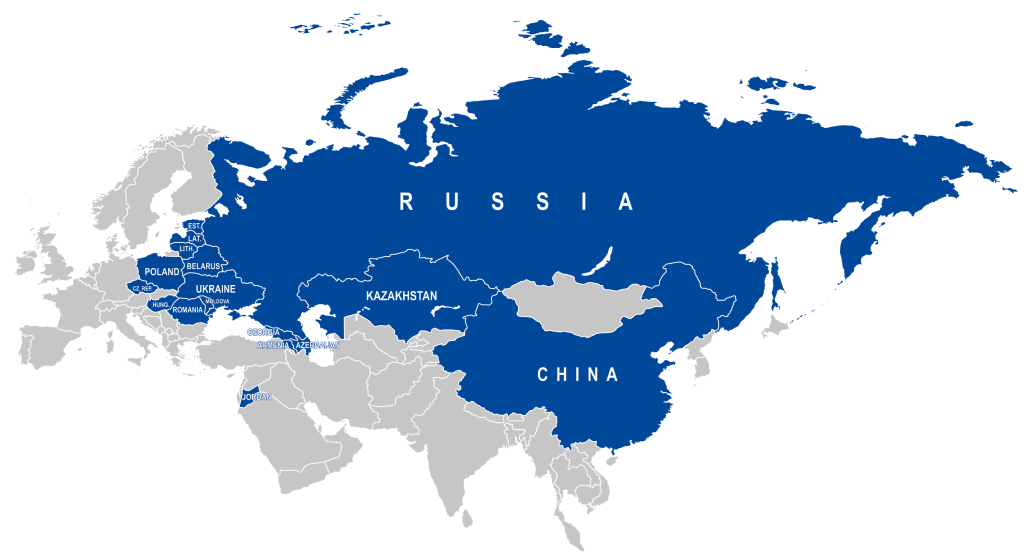 RUSSIA
EST.
LAT.
LITH.
BELARUS
POLAND
CZ. REP.
UKRAINE
KAZAKHSTAN
HUNG.
MOLDOVA
ROMANIA
GEORGIA
ARMENIA
AZERBAIJAN
CHINA
JORDAN